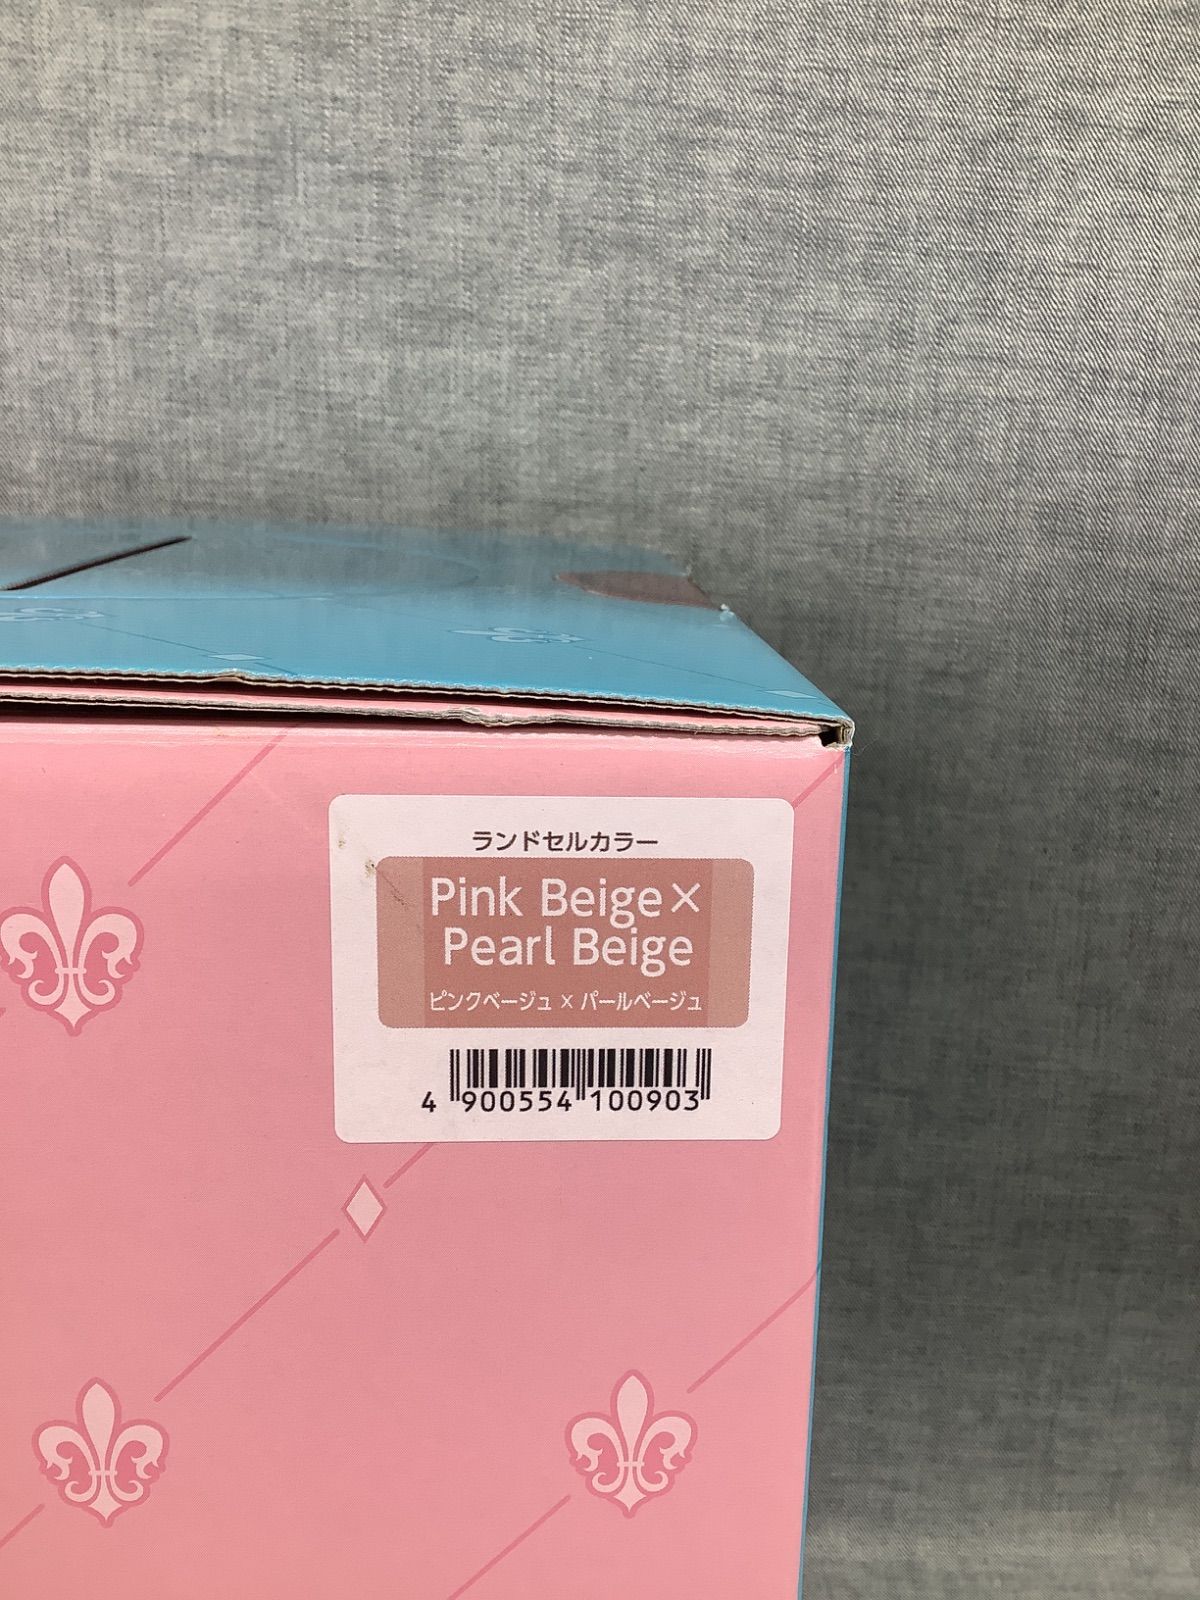 ランドセルカラー
Pink Beige×
Pearl Beige
ピンクベージュ × パールベージュ
4 900554 100903